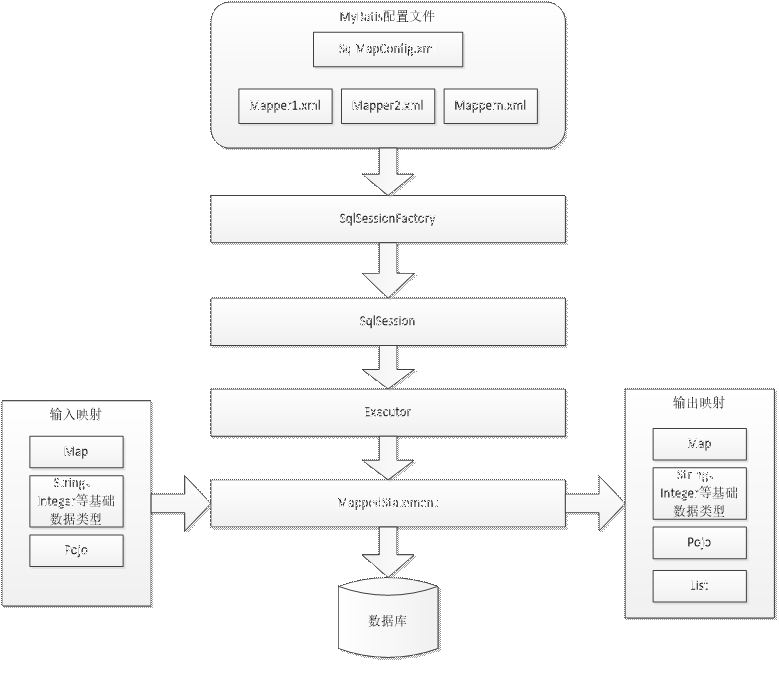 MyBatis配置文件
SqlMapConfig.xml
Mapper1.xml
Mapper2.xml
Mappern.xml
SqlSessionFactory
SqlSession
Executor
输入映射
Map
String、
Integer等基础
数据类型
Pojo
MappedStatement
输出映射
Map
String、
Integer等基础
数据类型
Pojo
List
数据库